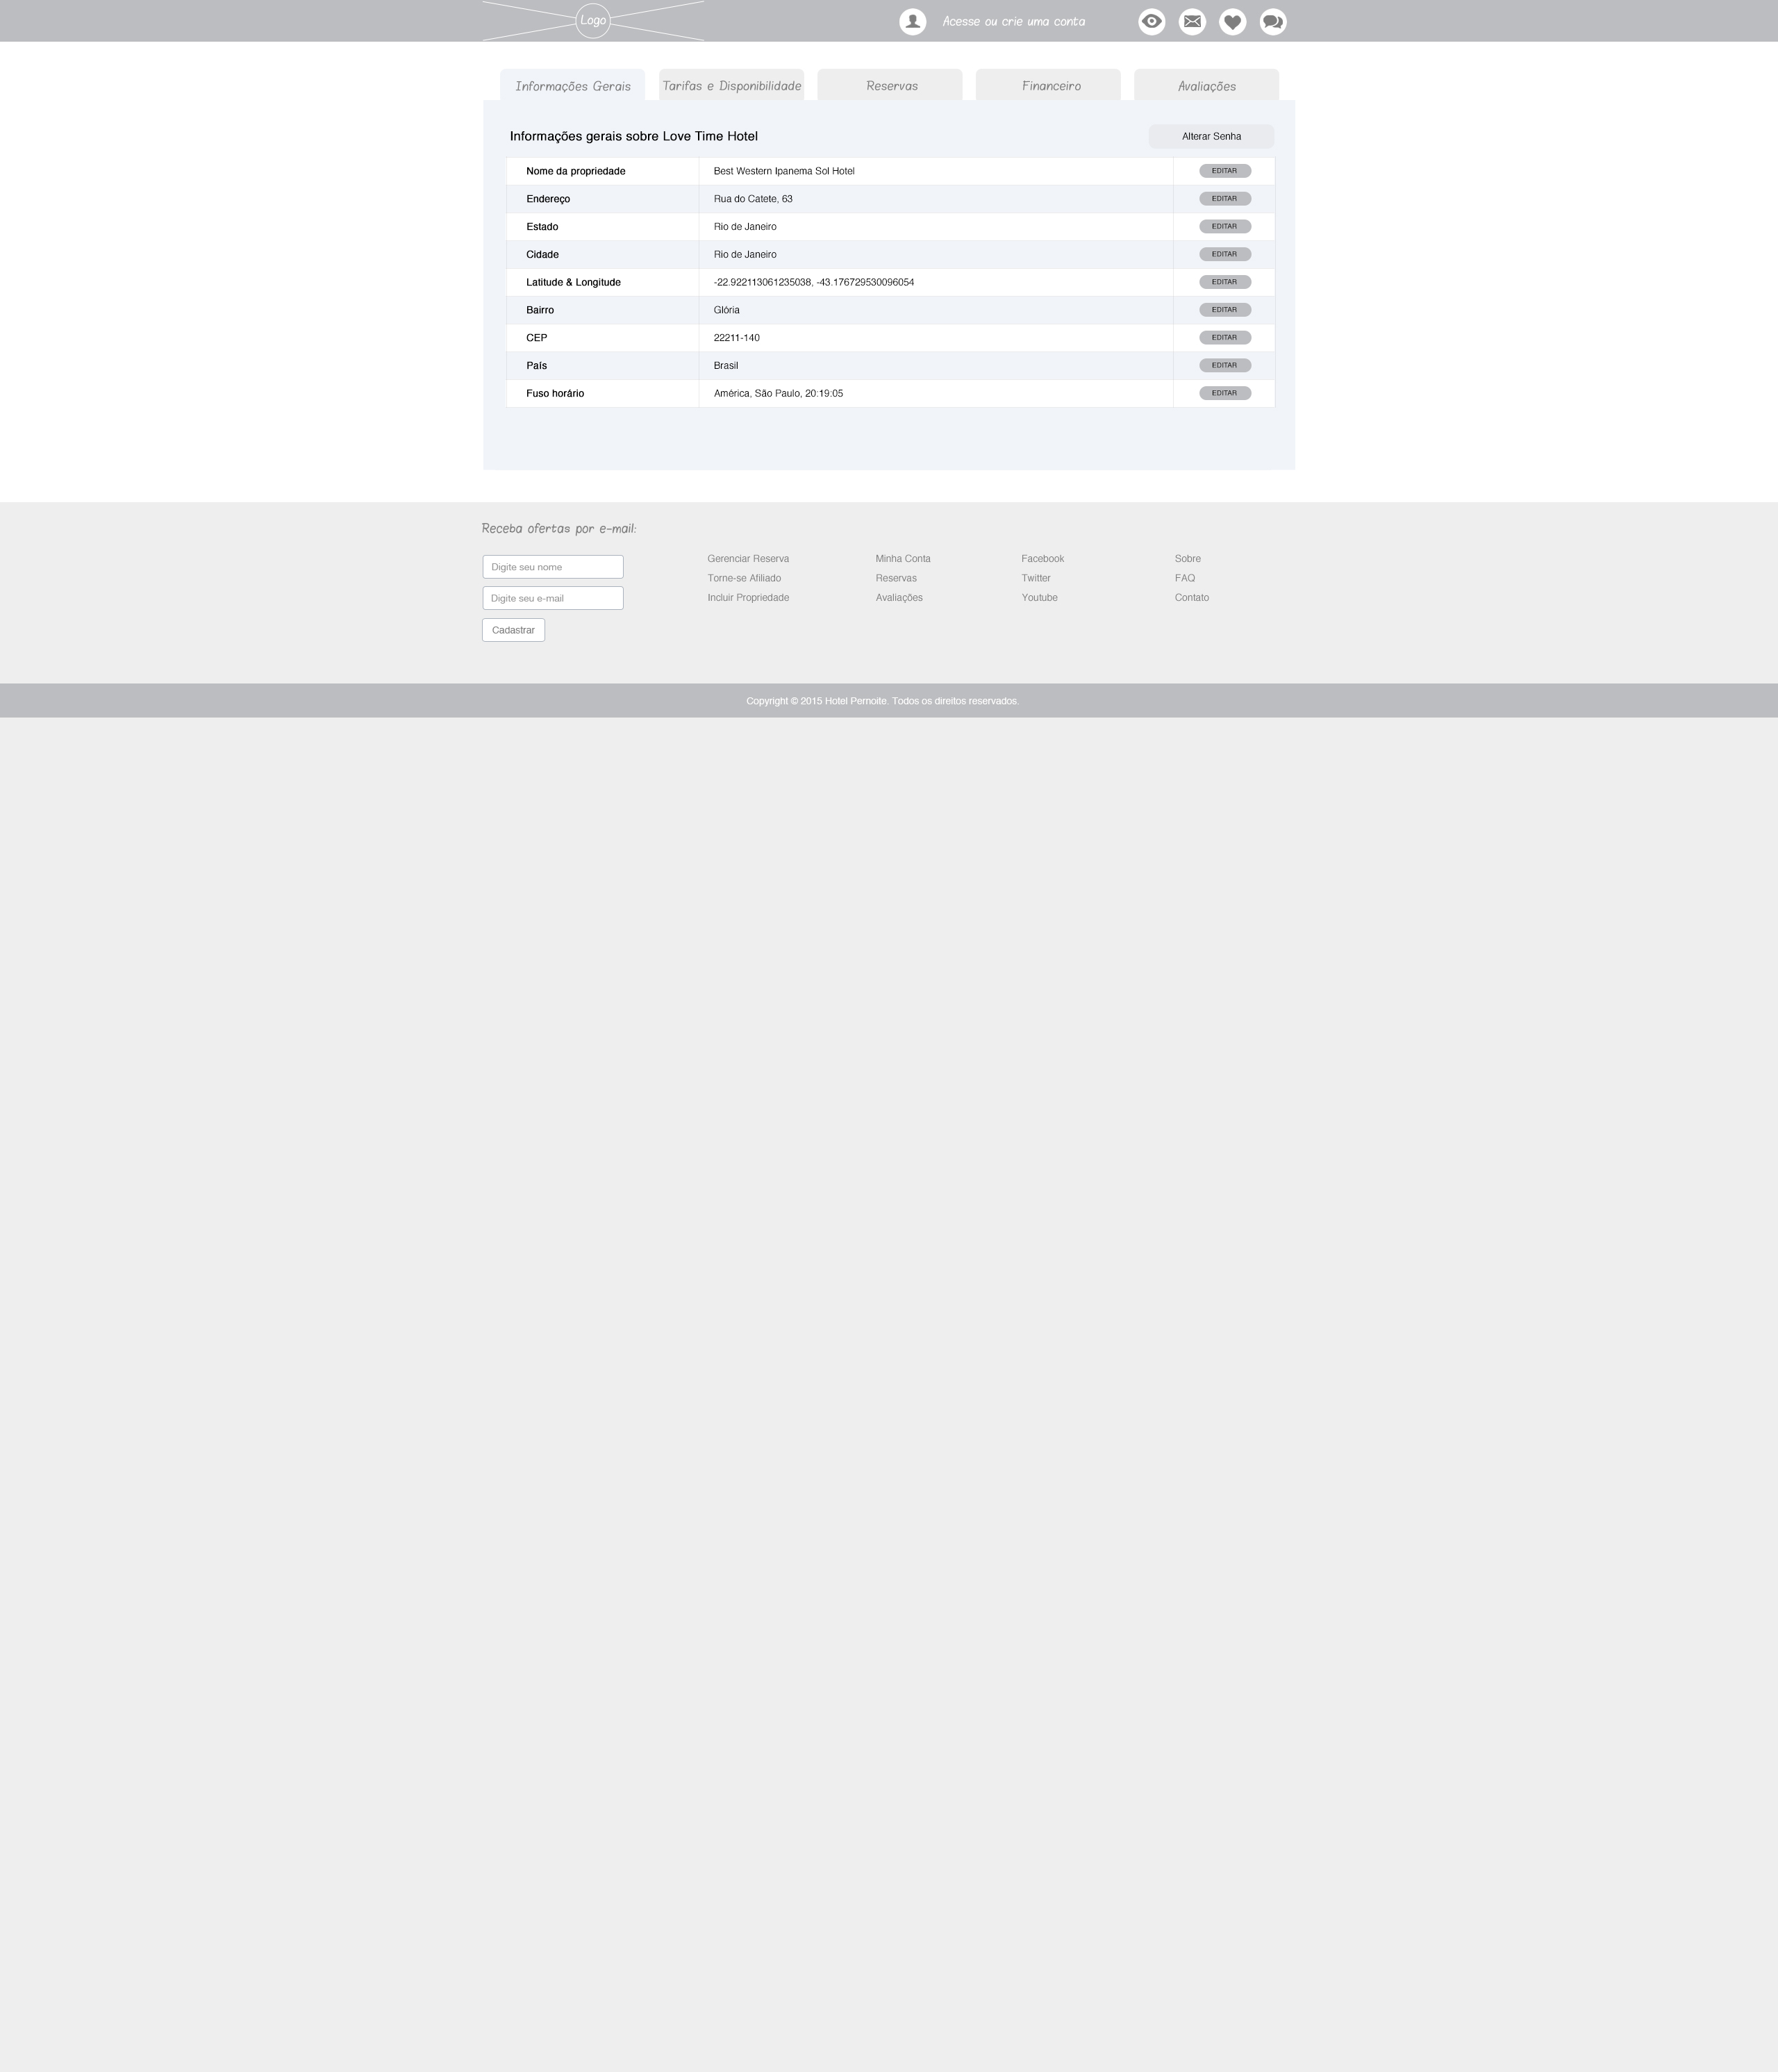 Logo
Acesse ou crie uma conta
Informações Gerais
Tarifas e Disponibilidade
Reservas
Financeiro
Avaliações
Informações gerais sobre Love Time Hotel
Alterar Senha
Nome da propriedade Best Western Ipanema Sol Hotel EDITAR
Endereço Rua do Catete, 63 EDITAR
Estado Rio de Janeiro EDITAR
Cidade Rio de Janeiro EDITAR
Latitude & Longitude -22.922113061235038, -43.176729530096054 EDITAR
Bairro Glória EDITAR
CEP 22211-140 EDITAR
País Brasil EDITAR
Fuso horário América, São Paulo, 20:19:05 EDITAR
Receba ofertas por e-mail:
Digite seu nome
Digite seu e-mail
Cadastrar
Gerenciar Reserva
Torne-se Afiliado
Incluir Propriedade
Minha Conta
Reservas
Avaliações
Facebook
Twitter
Youtube
Sobre
FAQ
Contato
Copyright © 2015 Hotel Pernoite. Todos os direitos reservados.